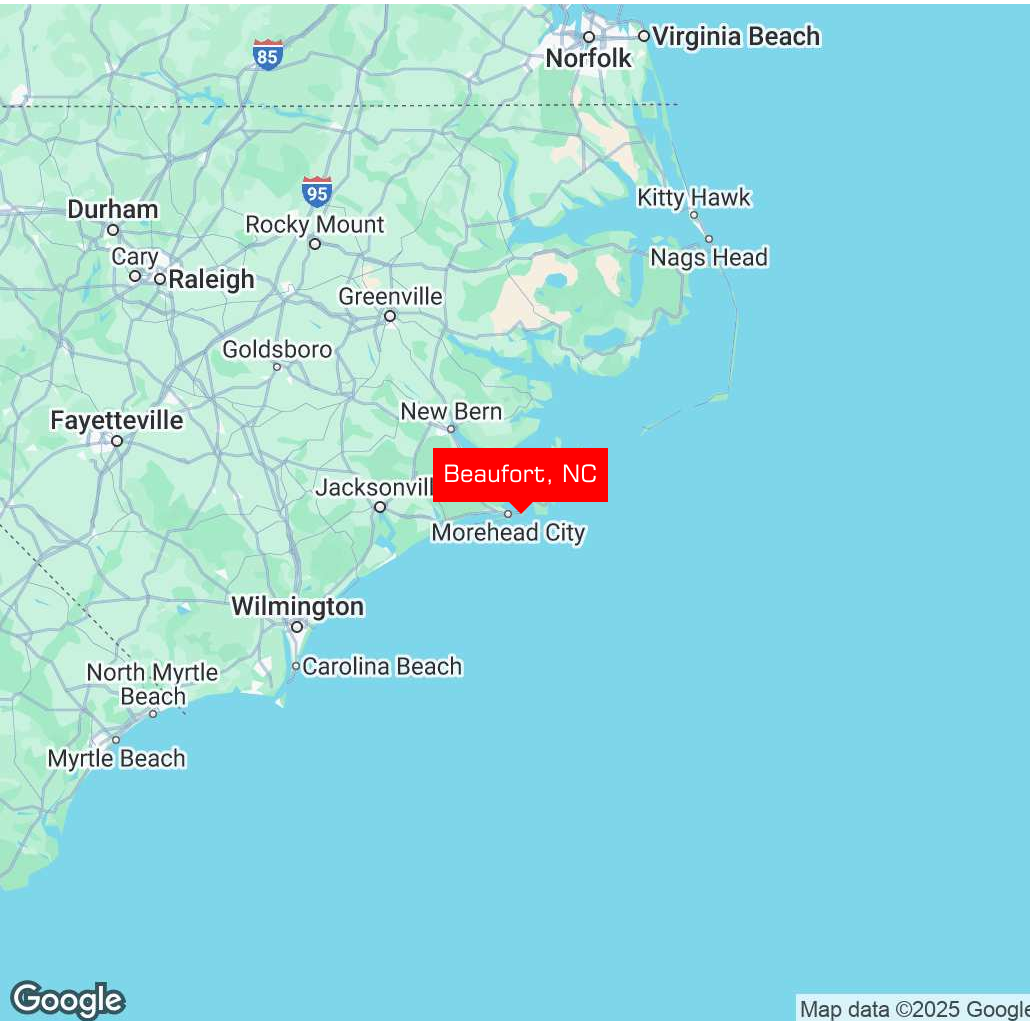 Virginia Beach
Norfolk
85
95
Kitty Hawk
Durham
Rocky Mount
Cary
Nags Head
Raleigh
Greenville
Goldsboro
New Bern
Fayetteville
Beaufort, NC
Jacksonvill
Morehead City
Wilmington
Carolina Beach
North Myrtle
Beach
Myrtle Beach
Google
Map data ©2025 Google